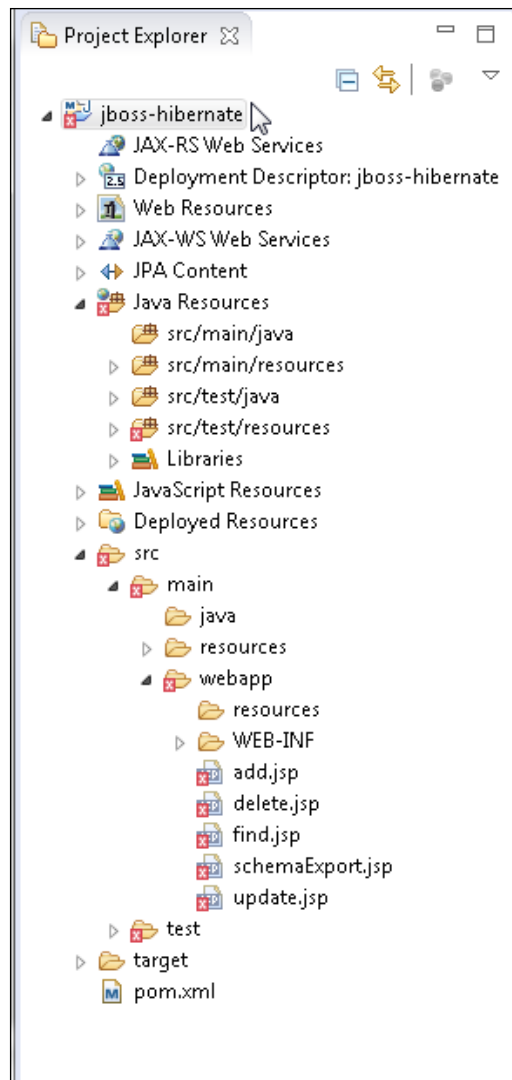 Project Explorer
jboss-hibernate
JAX-RS Web Services
2.5 Deployment Descriptor: jboss-hibernate
Web Resources
JAX-WS Web Services
JPA Content
Java Resources
src/main/java
src/main/resources
src/test/java
src/test/resources
Libraries
JavaScript Resources
Deployed Resources
src
main
java
resources
webapp
resources
WEB-INF
add.jsp
delete.jsp
find.jsp
schemaExport.jsp
update.jsp
test
target
M pom.xml